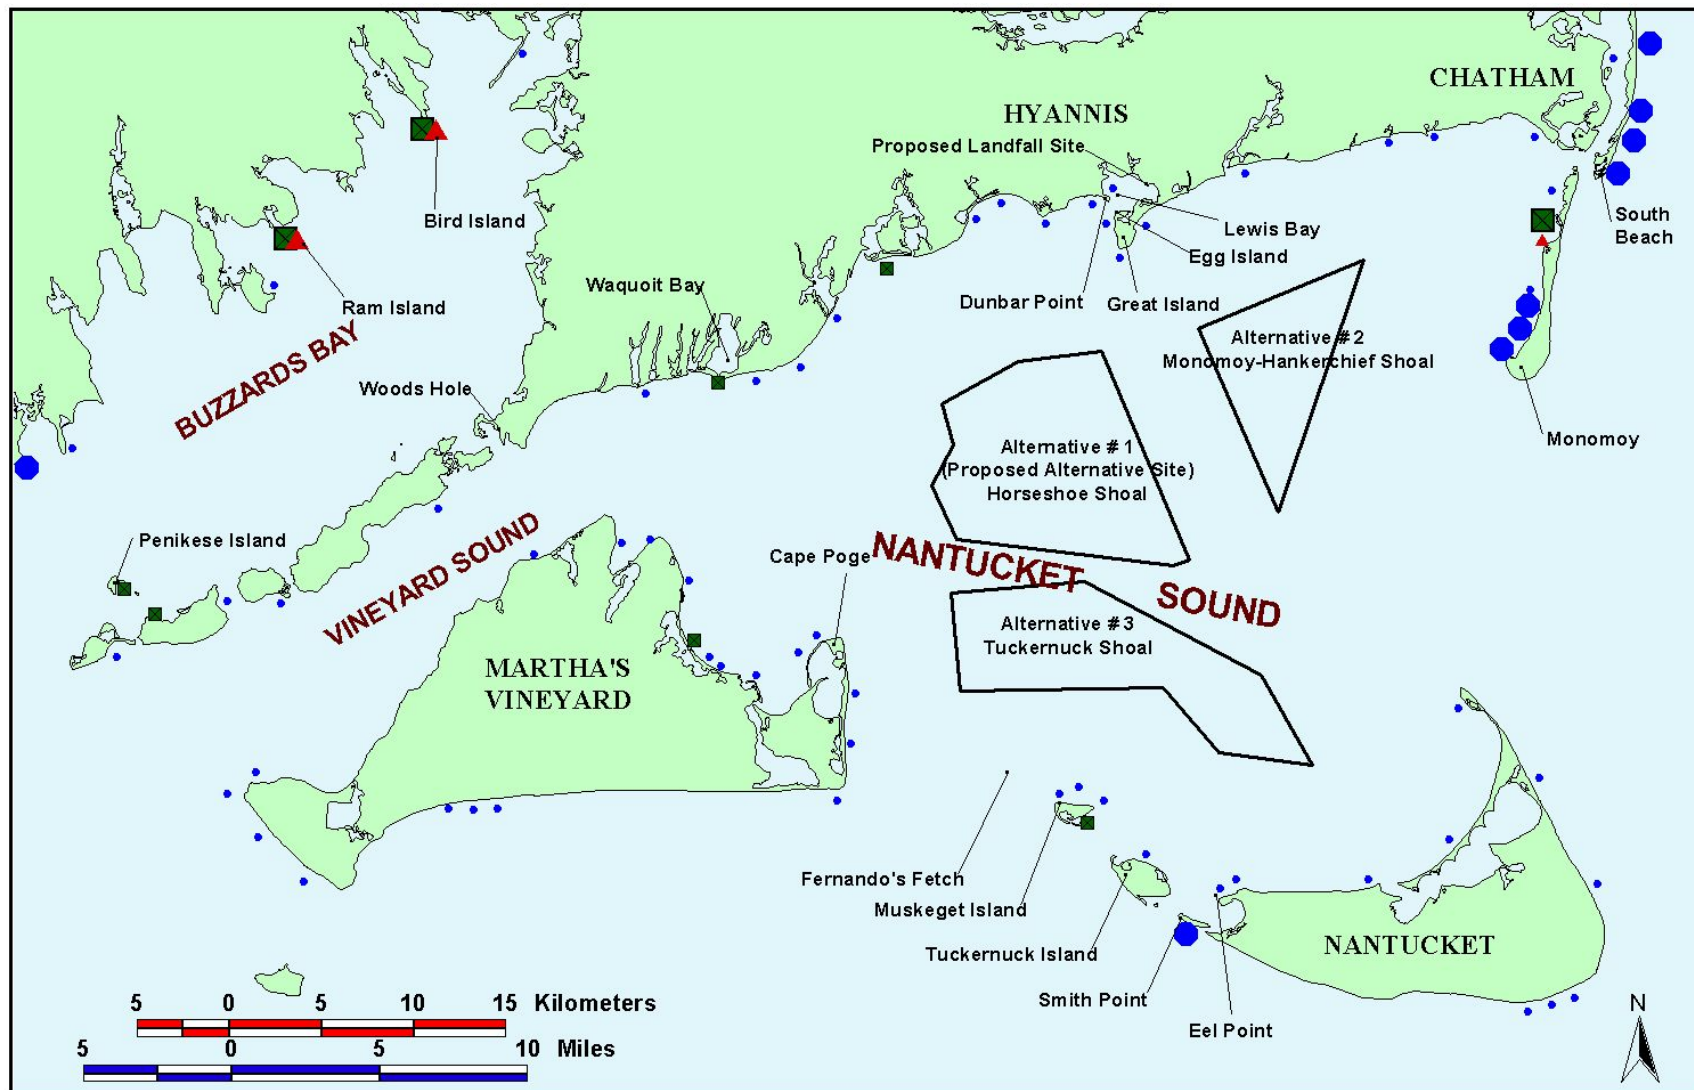 CHATHAM
HYANNIS
Proposed Landfall Site
Bird Island
South
Beach
Lewis Bay
Egg Island
Waquoit Bay
Ram Island
Dunbar Point
Great Island
Alternative #2
Monomoy-Hankerchief Shoal
BUZZARDS BAY
Woods Hole
Monomoy
Alternative #1
(Proposed Alternative Site)
Horseshoe Shoal
Penikese Island
VINEYARD SOUND
Cape Poge
NANTUCKET SOUND
Alternative #3
Tuckernuck Shoal
MARTHA'S
VINEYARD
Fernando's Fetch
Muskeget Island
Tuckernuck Island
NANTUCKET
Smith Point
Eel Point
5 0 5 10 15 Kilometers
5 0 5 10 Miles
N